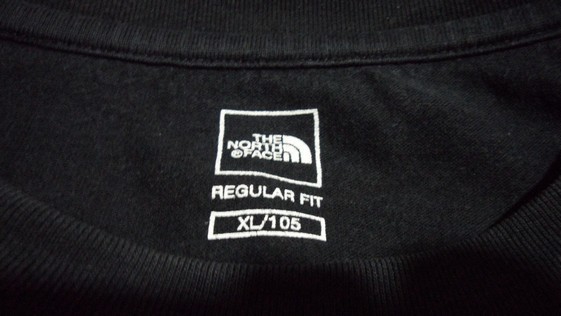 THE
NORTH
®FACE
REGULAR FIT
XL/105